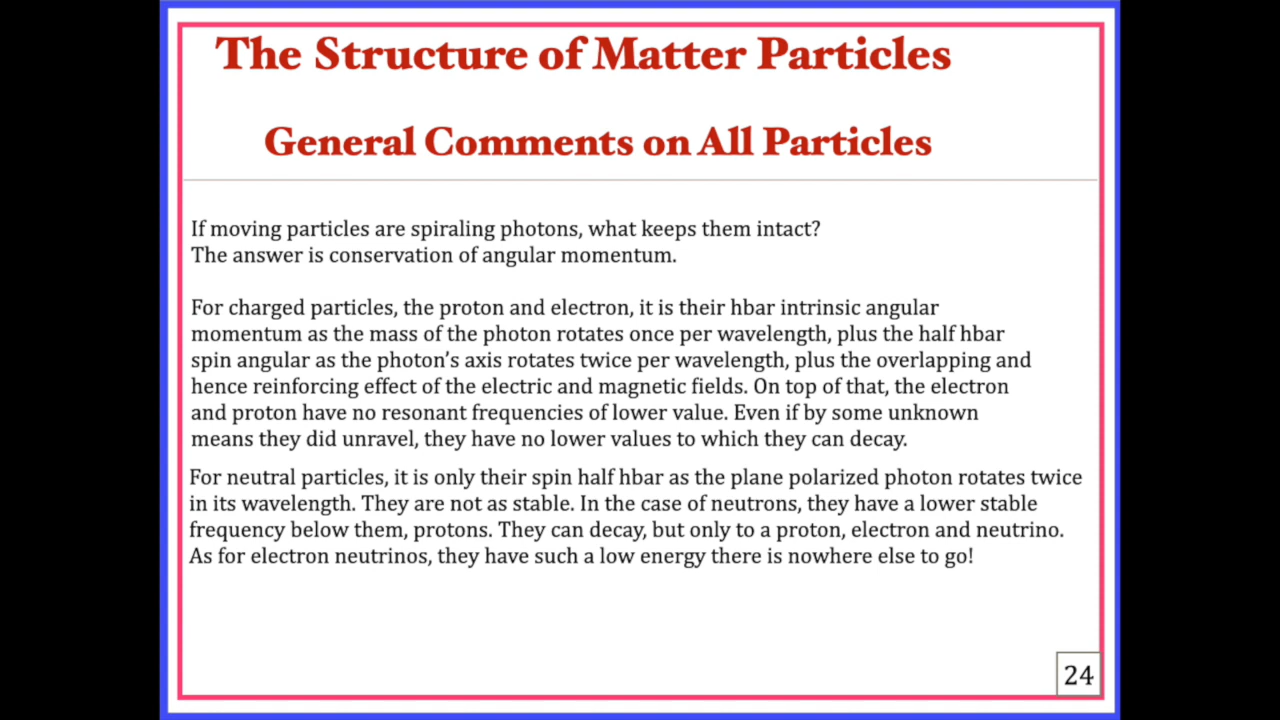 The Structure of Matter Particles
General Comments on All Particles
If moving particles are spiraling photons, what keeps them intact?
The answer is conservation of angular momentum.
For charged particles, the proton and electron, it is their hbar intrinsic angular
momentum as the mass of the photon rotates once per wavelength, plus the half hbar
spin angular as the photon's axis rotates twice per wavelength, plus the overlapping and
hence reinforcing effect of the electric and magnetic fields. On top of that, the electron
and proton have no resonant frequencies of lower value. Even if by some unknown
means they did unravel, they have no lower values to which they can decay.
For neutral particles, it is only their spin half hbar as the plane polarized photon rotates twice
in its wavelength. They are not as stable. In the case of neutrons, they have a lower stable
frequency below them, protons. They can decay, but only to a proton, electron and neutrino.
As for electron neutrinos, they have such a low energy there is nowhere else to go!
24